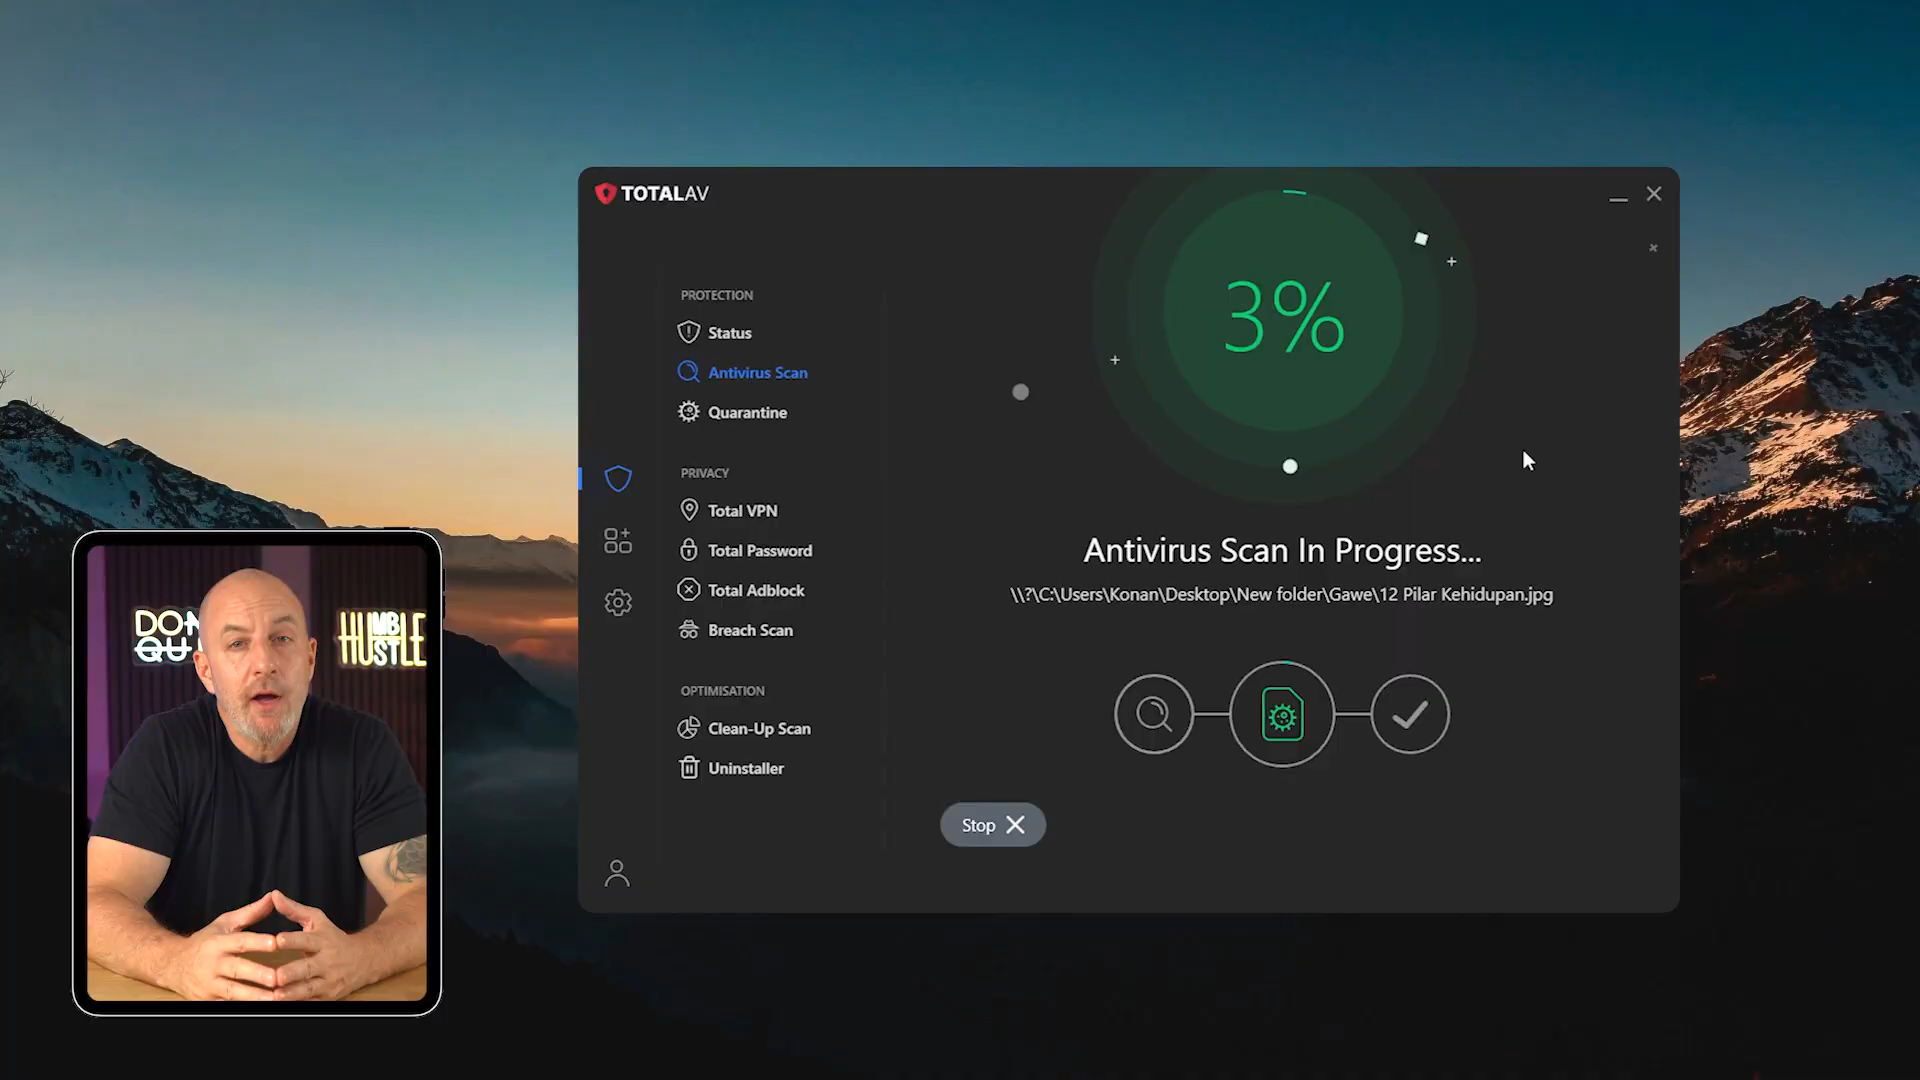 TOTALAV
PROTECTION
Status
Antivirus Scan
Quarantine
PRIVACY
Total VPN
Total Password
Total Adblock
Breach Scan
OPTIMISATION
Clean-Up Scan
Uninstaller
3%
Antivirus Scan In Progress...
\\?\C:\Users\Konan\Desktop\New folder\Gawe\12 Pilar Kehidupan.jpg
Stop
DON
QU
HUMBLE
HUSTLE